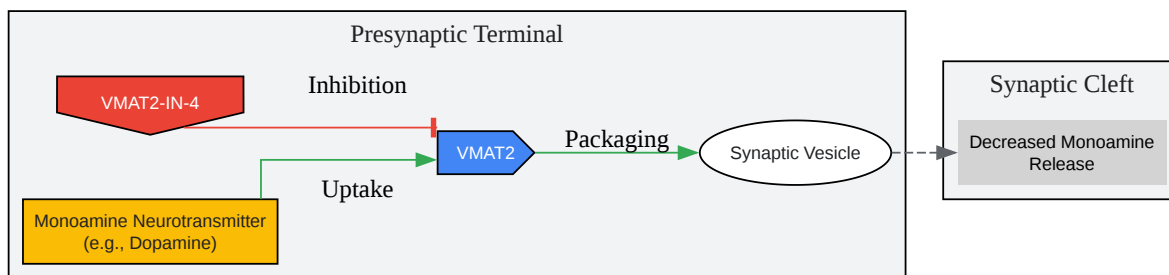 Presynaptic Terminal
VMAT2-IN-4
Inhibition
VMAT2
Packaging
Synaptic Vesicle
Uptake
Monoamine Neurotransmitter
(e.g., Dopamine)
Synaptic Cleft
Decreased Monoamine
Release